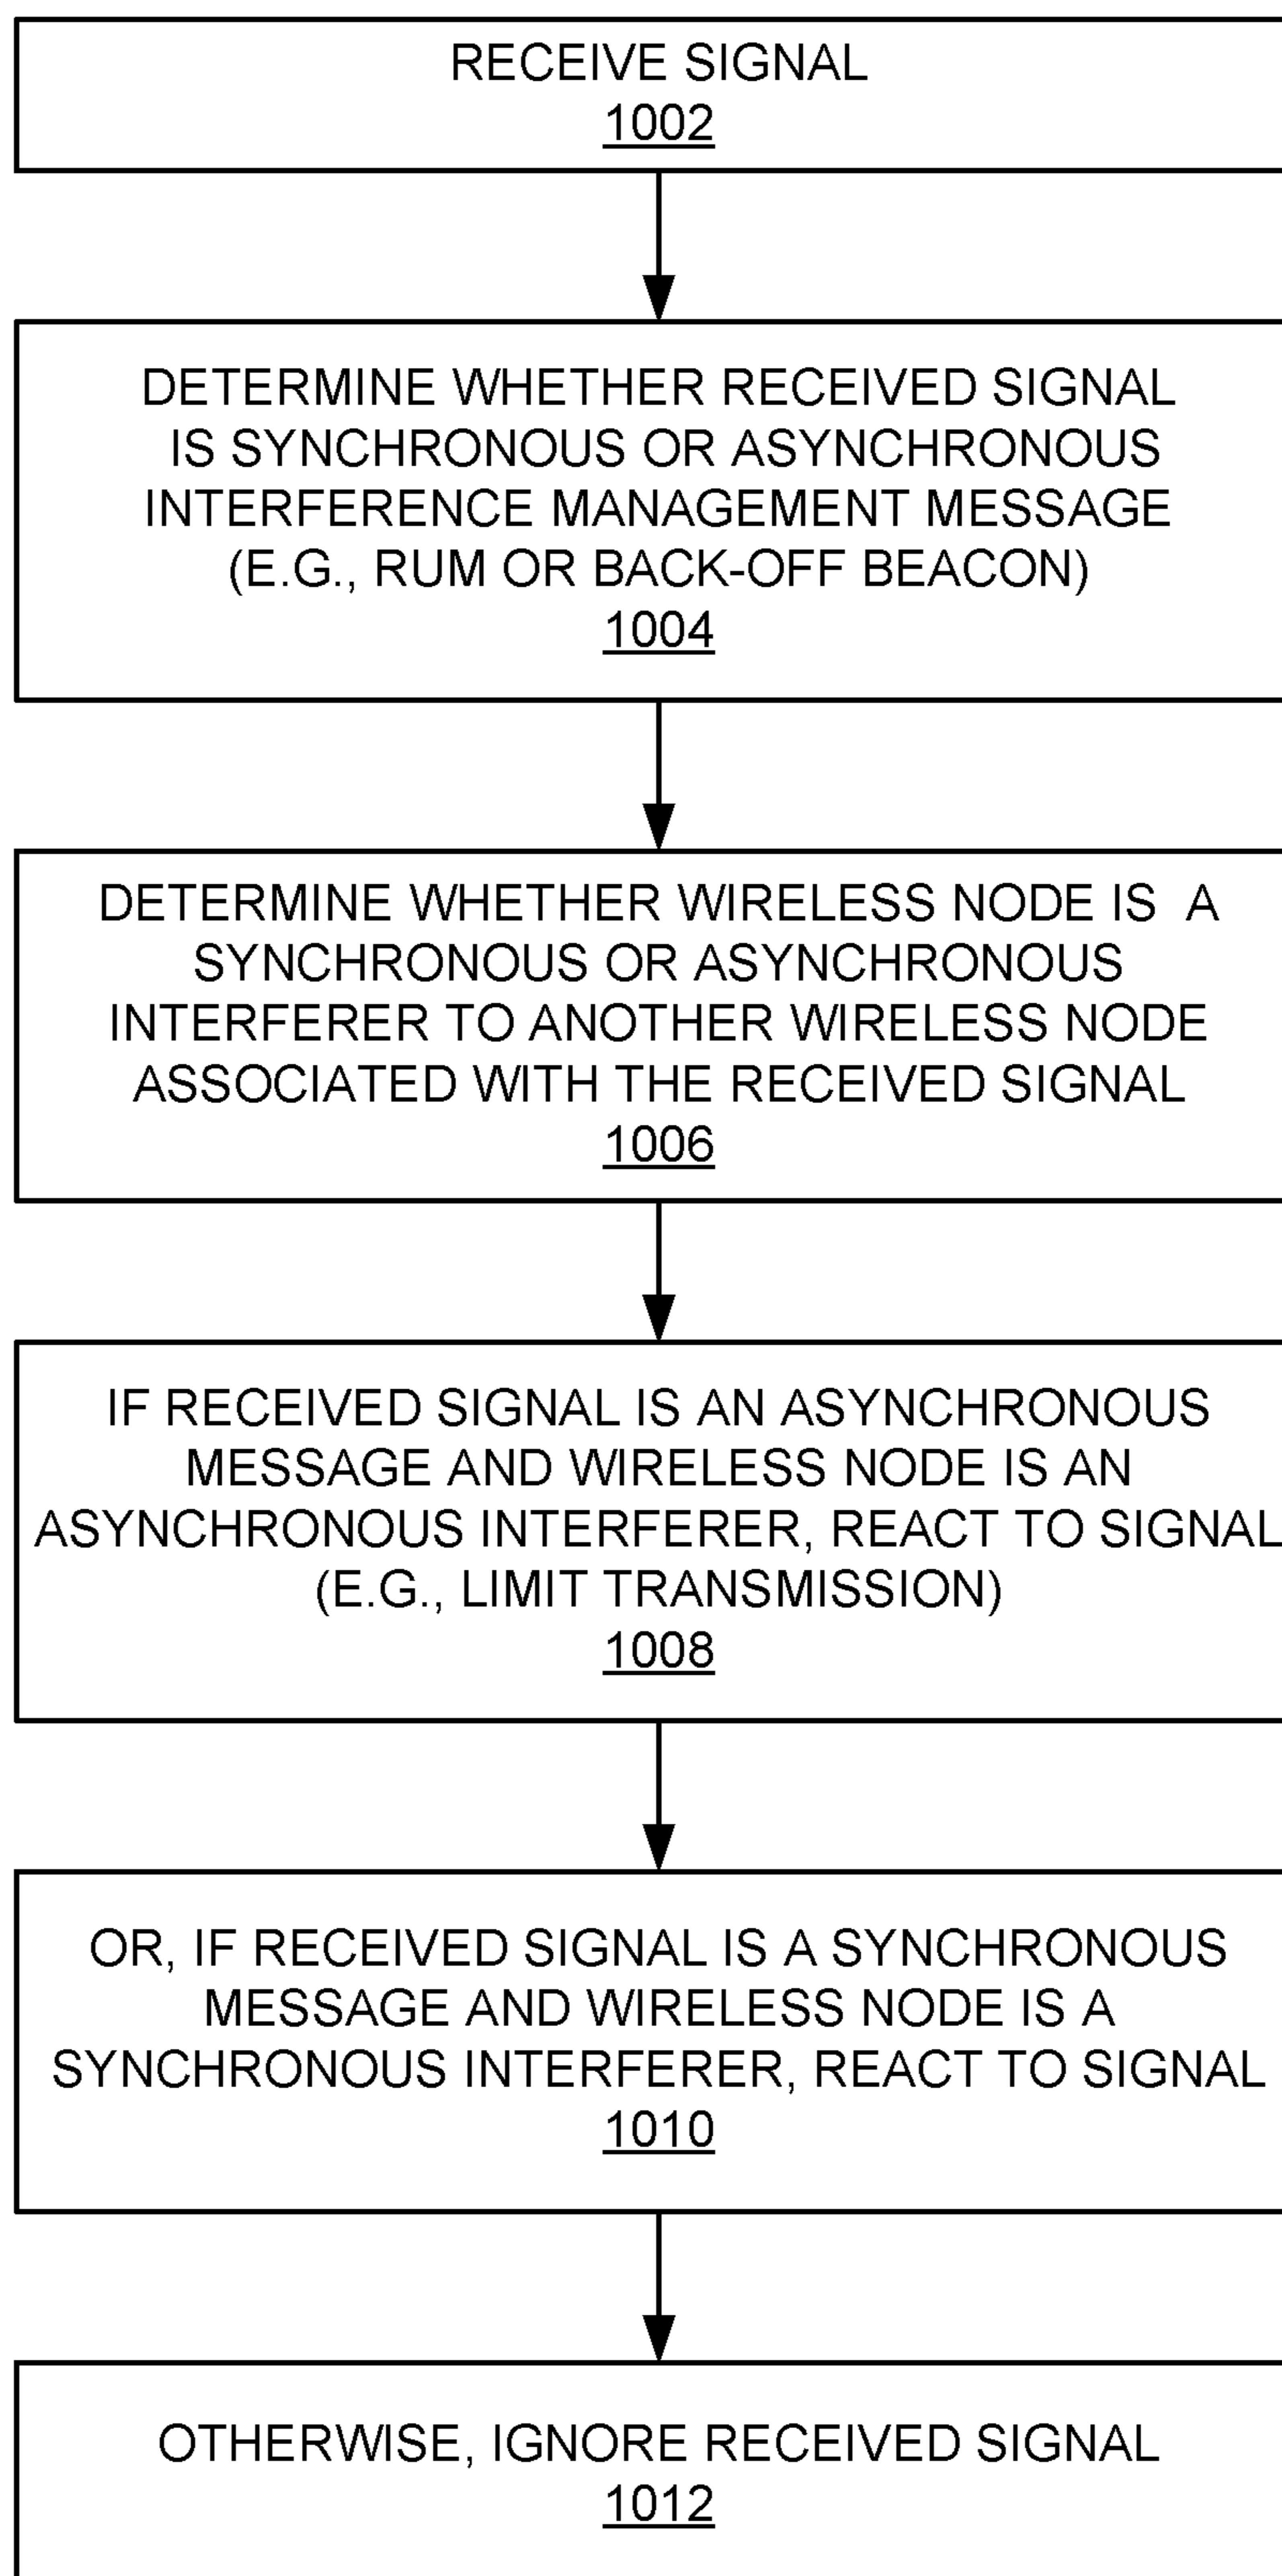 RECEIVE SIGNAL
1002
DETERMINE WHETHER RECEIVED SIGNAL
IS SYNCHRONOUS OR ASYNCHRONOUS
INTERFERENCE MANAGEMENT MESSAGE
(E.G., RUM OR BACK-OFF BEACON)
1004
DETERMINE WHETHER WIRELESS NODE IS A
SYNCHRONOUS OR ASYNCHRONOUS
INTERFERER TO ANOTHER WIRELESS NODE
ASSOCIATED WITH THE RECEIVED SIGNAL
1006
IF RECEIVED SIGNAL IS AN ASYNCHRONOUS
MESSAGE AND WIRELESS NODE IS AN
ASYNCHRONOUS INTERFERER, REACT TO SIGNAL
(E.G., LIMIT TRANSMISSION)
1008
OR, IF RECEIVED SIGNAL IS A SYNCHRONOUS
MESSAGE AND WIRELESS NODE IS A
SYNCHRONOUS INTERFERER, REACT TO SIGNAL
1010
OTHERWISE, IGNORE RECEIVED SIGNAL
1012